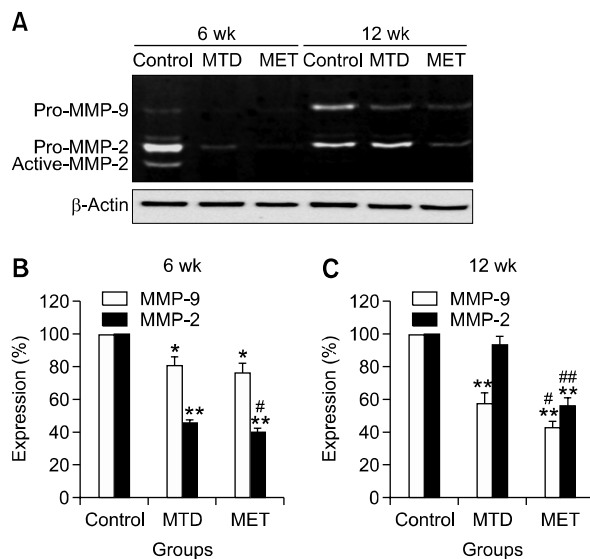 A
6 wk 12 wk
Control MTD MET Control MTD MET
Pro-MMP-9
Pro-MMP-2
Active-MMP-2
β-Actin
B
6 wk
MMP-9
MMP-2
120
100
80
60
40
20
0
Expression (%)
*
**
*
#
**
Control MTD MET
Groups
C
12 wk
MMP-9
MMP-2
120
100
80
60
40
20
0
Expression (%)
**
#
**
##
**
Control MTD MET
Groups